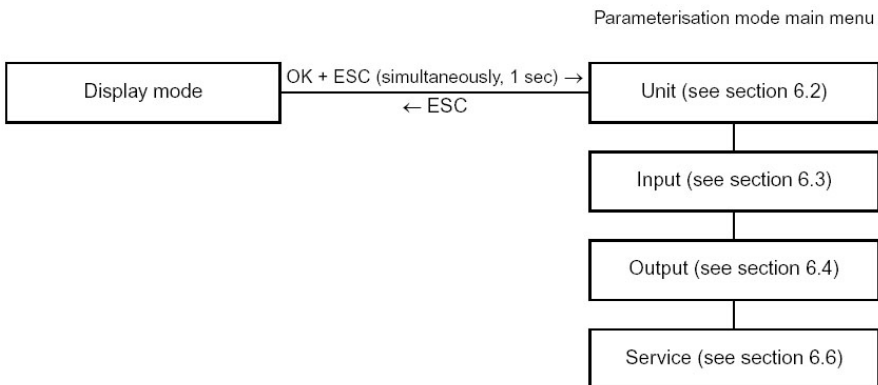 Parameterisation mode main menu
Display mode
OK + ESC (simultaneously, 1 sec) →
← ESC
Unit (see section 6.2)
Input (see section 6.3)
Output (see section 6.4)
Service (see section 6.6)